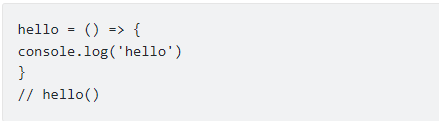 hello = () => {
console.log('hello')
}
// hello()